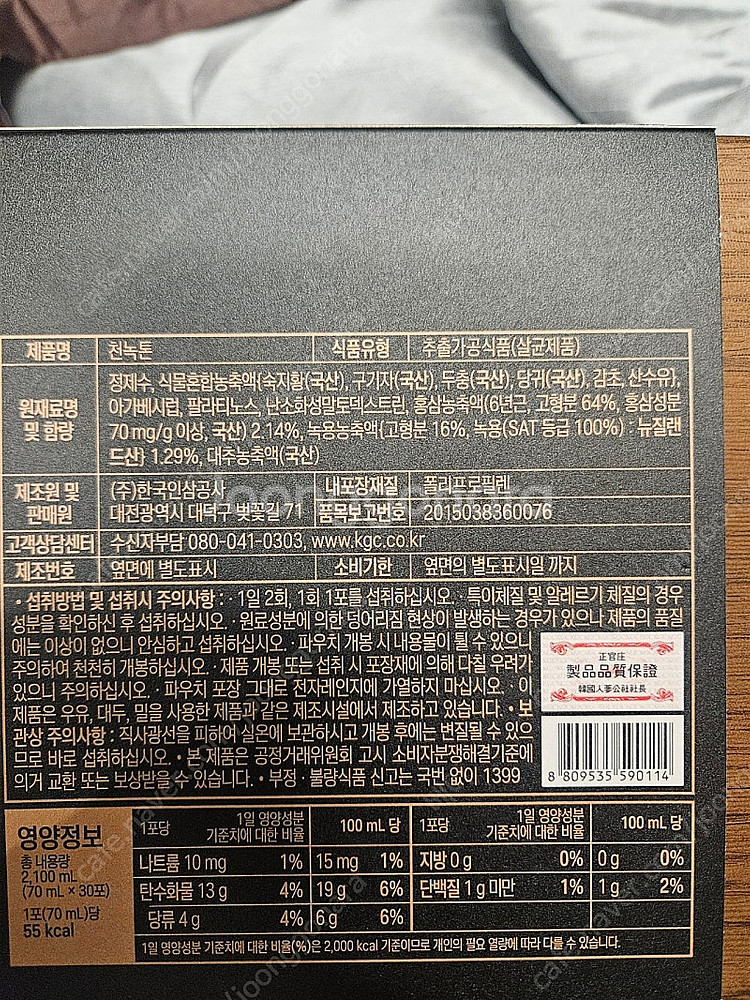 제품명 천녹톤 식품유형 추출가공식품(살균제품)
원재료명 및 함량
정제수, 식물혼합농축액{숙지황(국산), 구기자(국산), 두충(국산), 당귀(국산), 감초, 산수유},
아가베시럽, 팔라티노스, 난소화성말토덱스트린, 홍삼농축액(6년근, 고형분 64%, 홍삼성분
70 mg/g 이상, 국산) 2.14%, 녹용농축액{고형분 16%, 녹용(SAT 등급 100%) · 뉴질랜
드산} 1.29%, 대추농축액(국산)
제조원 및 판매원
(주)한국인삼공사
대전광역시 대덕구 벚꽃길 71
내포장재질 폴리프로필렌
품목보고번호 2015038360076
고객상담센터 수신자부담 080-041-0303, www.kgc.co.kr
제조번호 옆면에 별도표시 소비기한 옆면의 별도표시일 까지
• 섭취방법 및 섭취시 주의사항 : · 1일 2회, 1회 1포를 섭취하십시오. · 특이체질 및 알레르기 체질의 경우
성분을 확인하신 후 섭취하십시오. · 원료성분에 의한 덩어리짐 현상이 발생하는 경우가 있으나 제품의 품질
에는 이상이 없으니 안심하고 섭취하십시오. · 파우치 개봉 시 내용물이 튈 수 있으니
주의하여 천천히 개봉하십시오. · 제품 개봉 또는 섭취 시 포장재에 의해 다칠 우려가
있으니 주의하십시오. · 파우치 포장 그대로 전자레인지에 가열하지 마십시오. · 이
제품은 우유, 대두, 밀을 사용한 제품과 같은 제조시설에서 제조하고 있습니다. • 보
관상 주의사항 : 직사광선을 피하여 실온에 보관하시고 개봉 후에는 변질될 수 있으
므로 바로 섭취하십시오. • 본 제품은 공정거래위원회 고시 소비자분쟁해결기준에
의거 교환 또는 보상받을 수 있습니다. • 부정 · 불량식품 신고는 국번 없이 1399
正官庄
製品品質保證
韓國人蔘公社社長
8 809535 590114
영양정보
총 내용량
2,100 mL
(70 mL × 30포)
1포(70 mL)당
55 kcal
1포당 1일 영양성분 기준치에 대한 비율 100 mL 당 1포당 1일 영양성분 기준치에 대한 비율 100 mL 당
나트륨 10 mg 1% 15 mg 1% 지방 0 g 0% 0 g 0%
탄수화물 13 g 4% 19 g 6% 단백질 1 g 미만 1% 1 g 2%
당류 4 g 4% 6 g 6%
1일 영양성분 기준치에 대한 비율(%)은 2,000 kcal 기준이므로 개인의 필요 열량에 따라 다를 수 있습니다.